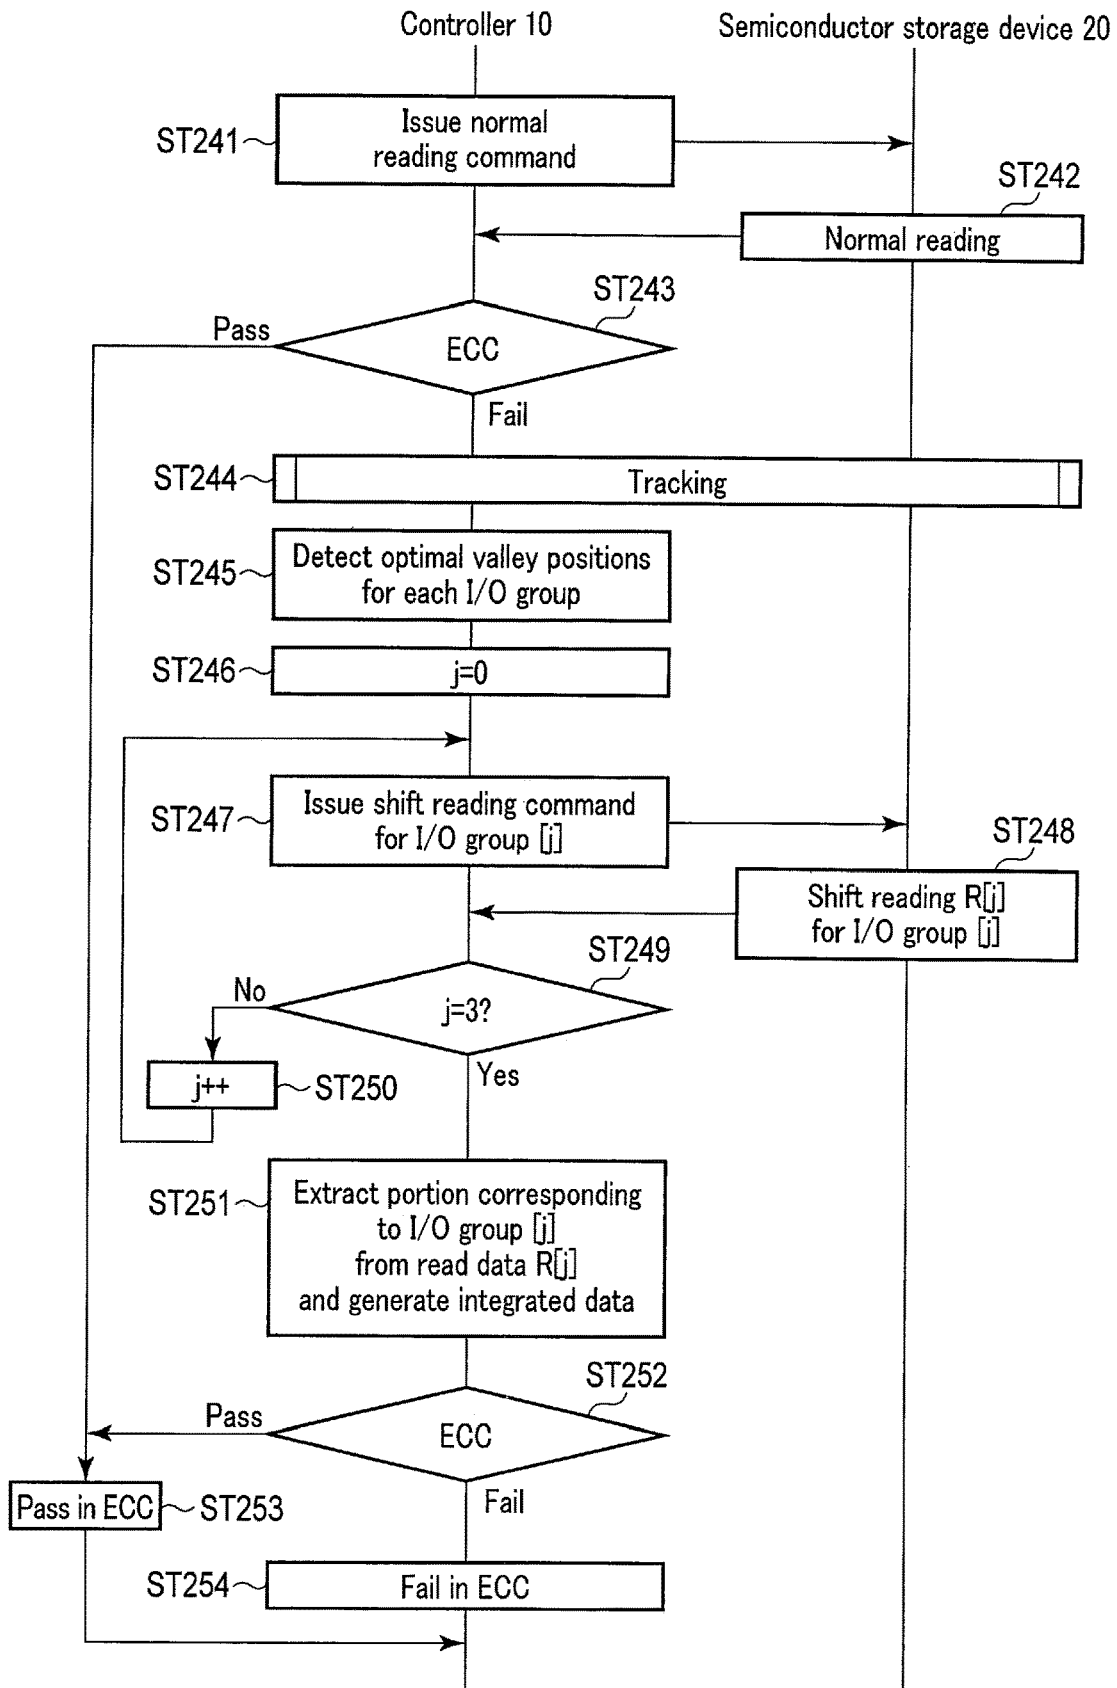 Controller 10
Semiconductor storage device 20
ST241
Issue normal
reading command
ST242
Normal reading
ST243
Pass
ECC
Fail
ST244
Tracking
ST245
Detect optimal valley positions
for each I/O group
ST246
j=0
ST247
Issue shift reading command
for I/O group [j]
ST248
Shift reading R[j]
for I/O group [j]
ST249
No
j=3?
Yes
j++
ST250
ST251
Extract portion corresponding
to I/O group [j]
from read data R[j]
and generate integrated data
ST252
Pass
ECC
Fail
Pass in ECC
ST253
ST254
Fail in ECC